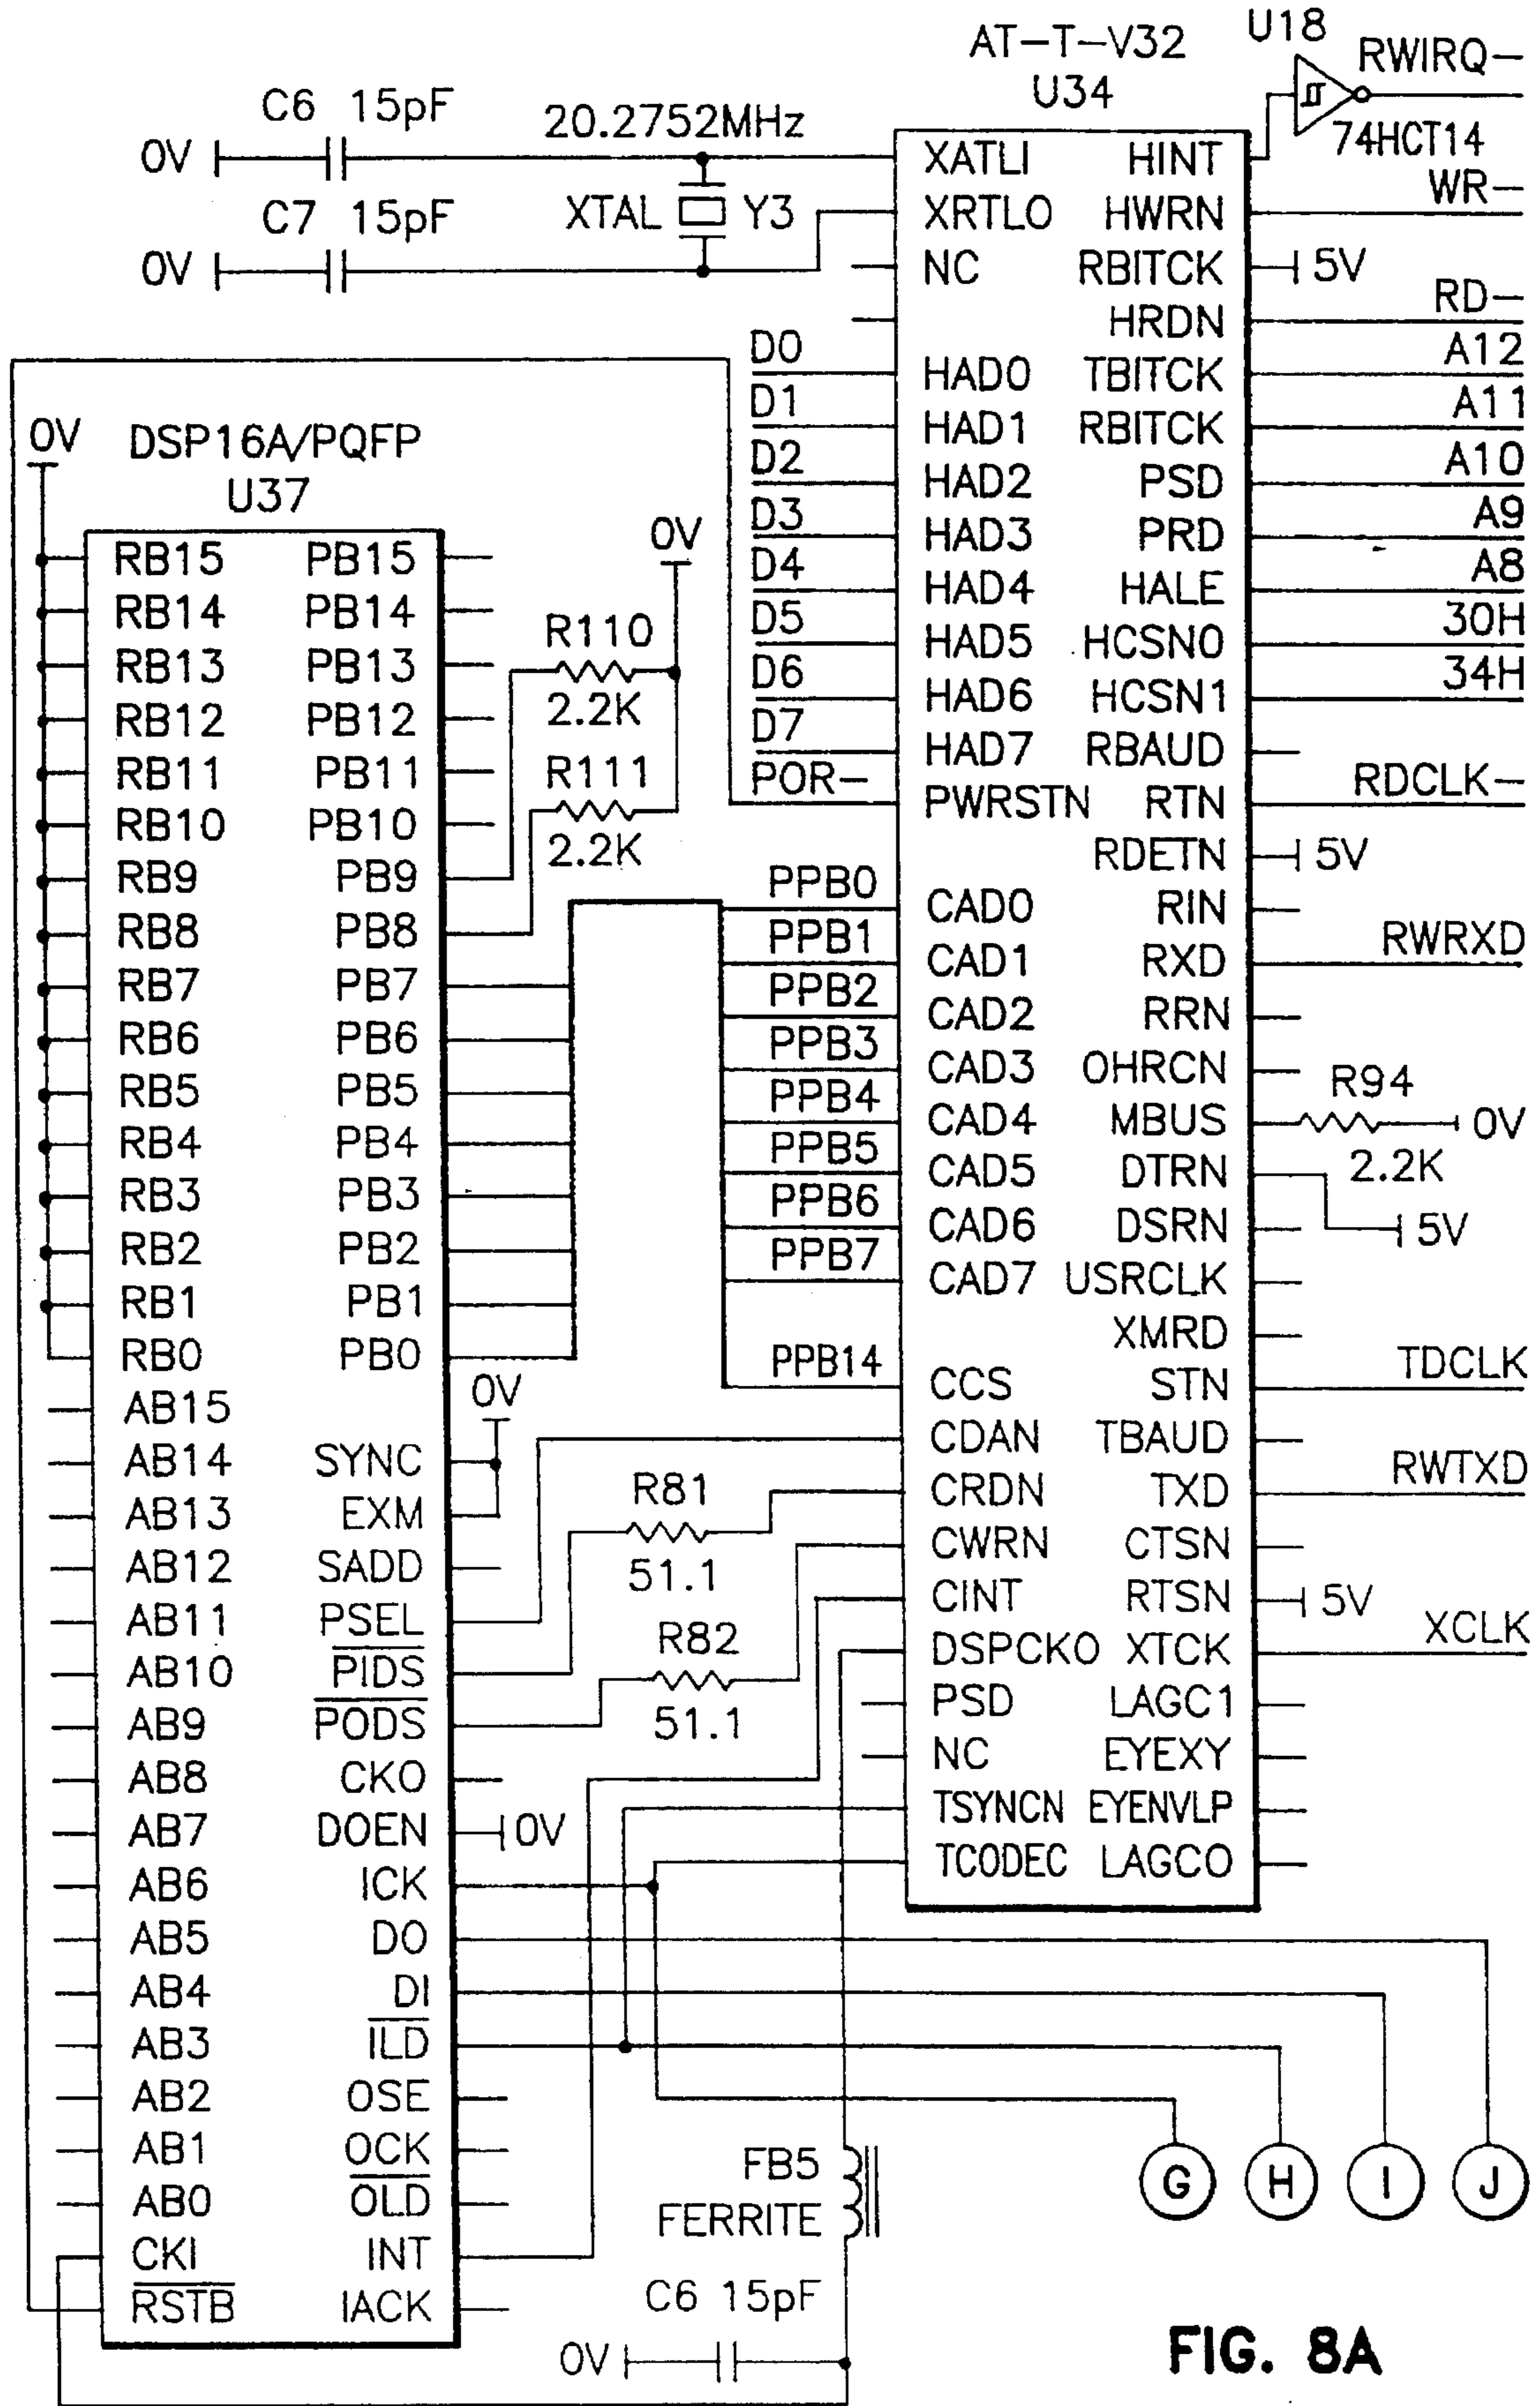 AT-T-V32
U34
U18
RWIRQ-
74HCT14
C6 15pF
20.2752MHz
0V
C7 15pF
XTAL Y3
0V
XATLI HINT
WR-
XRTLO HWRN
NC RBITCK 5V
RD-
HRDN
D0 A12
HAD0 TBITCK
D1 A11
HAD1 RBITCK
D2 A10
HAD2 PSD
D3 A9
HAD3 PRD
D4 A8
HAD4 HALE
D5 30H
HAD5 HCSN0
D6 34H
HAD6 HCSN1
D7
HAD7 RBAUD
POR- RDCLK-
PWRSTN RTN
RDETN 5V
PPB0
CAD0 RIN
PPB1 RWRXD
CAD1 RXD
PPB2
CAD2 RRN
PPB3
CAD3 OHRCN
R94
PPB4
CAD4 MBUS 0V
2.2K
PPB5
CAD5 DTRN
PPB6
CAD6 DSRN 5V
PPB7
CAD7 USRCLK
XMRD
PPB14 TDCLK
CCS STN
CDAN TBAUD
RWTXD
CRDN TXD
CWRN CTSN
CINT RTSN 5V
XCLK
DSPCKO XTCK
PSD LAGC1
NC EYEXY
TSYNCN EYENVLP
TCODEC LAGCO
0V
DSP16A/PQFP
U37
0V
RB15 PB15
RB14 PB14
R110
2.2K
RB13 PB13
RB12 PB12
R111
2.2K
RB11 PB11
RB10 PB10
RB9 PB9
RB8 PB8
RB7 PB7
RB6 PB6
RB5 PB5
RB4 PB4
RB3 PB3
RB2 PB2
RB1 PB1
RB0 PB0
AB15
0V
AB14 SYNC
AB13 EXM
R81
51.1
AB12 SADD
AB11 PSEL
R82
51.1
AB10 PIDS
AB9 PODS
AB8 CKO
AB7 DOEN 0V
AB6 ICK
AB5 DO
AB4 DI
AB3 ILD
AB2 OSE
AB1 OCK
AB0 OLD
CKI INT
RSTB IACK
FB5
FERRITE
C6 15pF
0V
G H I J
FIG. 8A